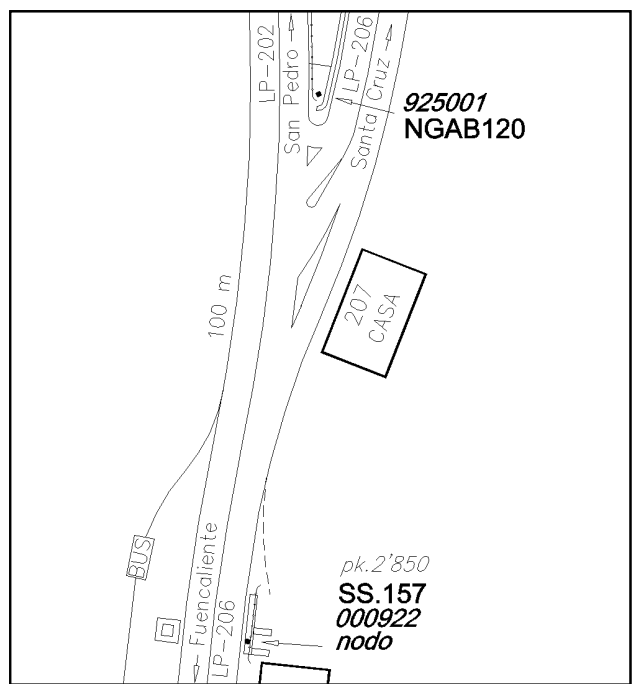 LP-202
San Pedro
LP-206
Santa Cruz
925001
NGAB120
207
CASA
100 m
BUS
Fuencaliente
LP-206
pk.2'850
SS.157
000922
nodo